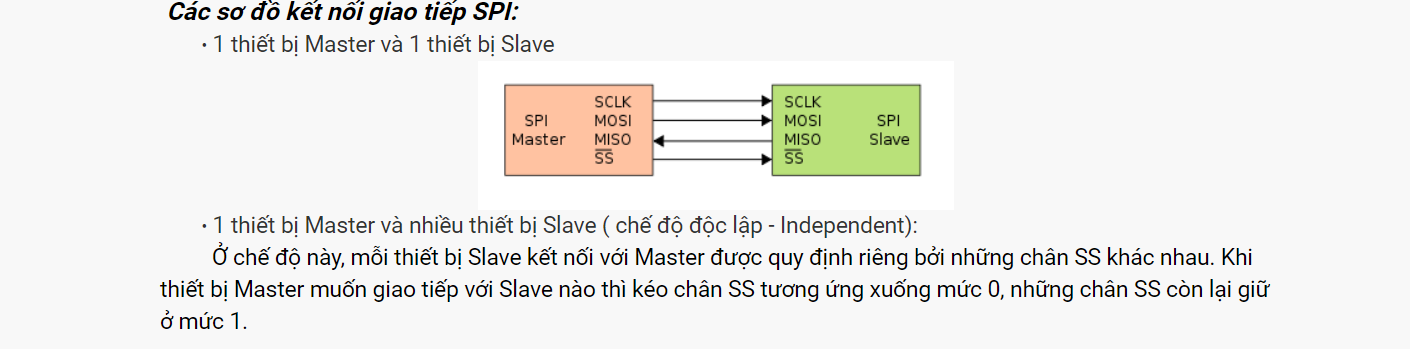 Các sơ đồ kết nối giao tiếp SPI:
• 1 thiết bị Master và 1 thiết bị Slave
SPI Master
SCLK
MOSI
MISO
SS
SCLK
MOSI
MISO
SS
SPI Slave
• 1 thiết bị Master và nhiều thiết bị Slave ( chế độ độc lập - Independent):
Ở chế độ này, mỗi thiết bị Slave kết nối với Master được quy định riêng bởi những chân SS khác nhau. Khi
thiết bị Master muốn giao tiếp với Slave nào thì kéo chân SS tương ứng xuống mức 0, những chân SS còn lại giữ
ở mức 1.